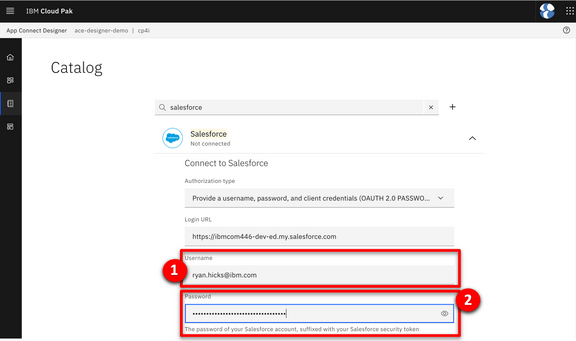 IBM Cloud Pak
App Connect Designer ace-designer-demo | cp4i
Catalog
salesforce
Salesforce
Not connected
Connect to Salesforce
Authorization type
Provide a username, password, and client credentials (OAUTH 2.0 PASSWO...
Login URL
https://ibmcom446-dev-ed.my.salesforce.com
Username
1
ryan.hicks@ibm.com
Password
2
••••••••••••••••••••••••••••••••
The password of your Salesforce account, suffixed with your Salesforce security token